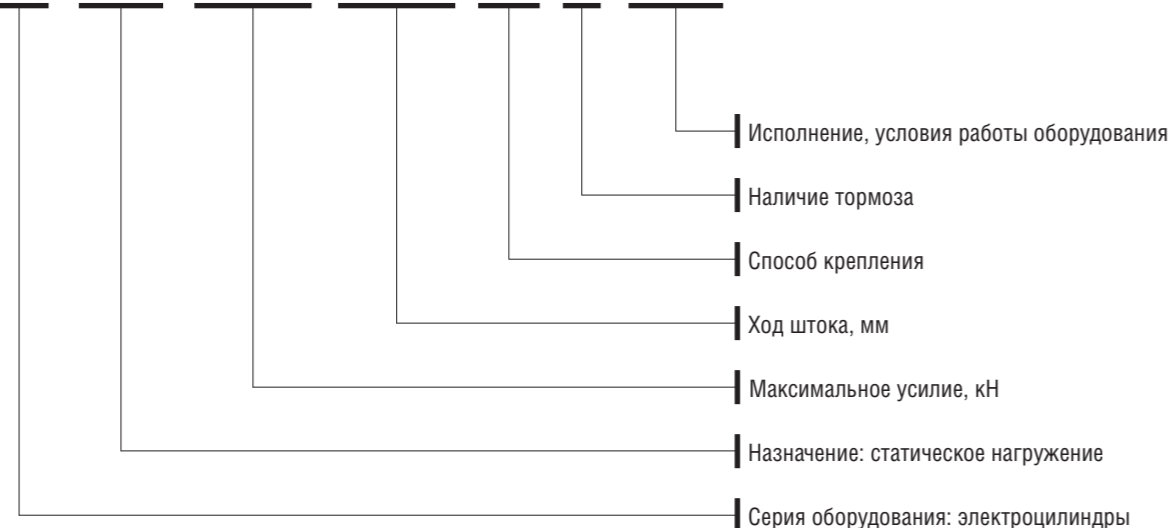 Исполнение, условия работы оборудования
Наличие тормоза
Способ крепления
Ход штока, мм
Максимальное усилие, кН
Назначение: статическое нагружение
Серия оборудования: электроцилиндры